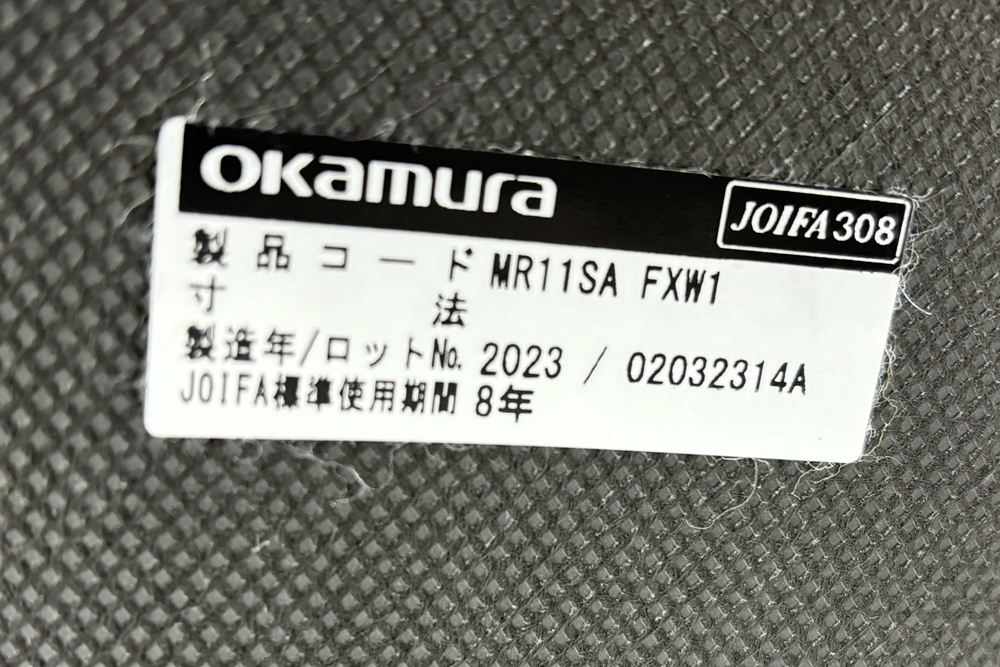 okamura
JOIFA308
製品コード MR11SA FXW1
寸法
製造年/ロットNo. 2023 / 02032314A
JOIFA標準使用期間 8年